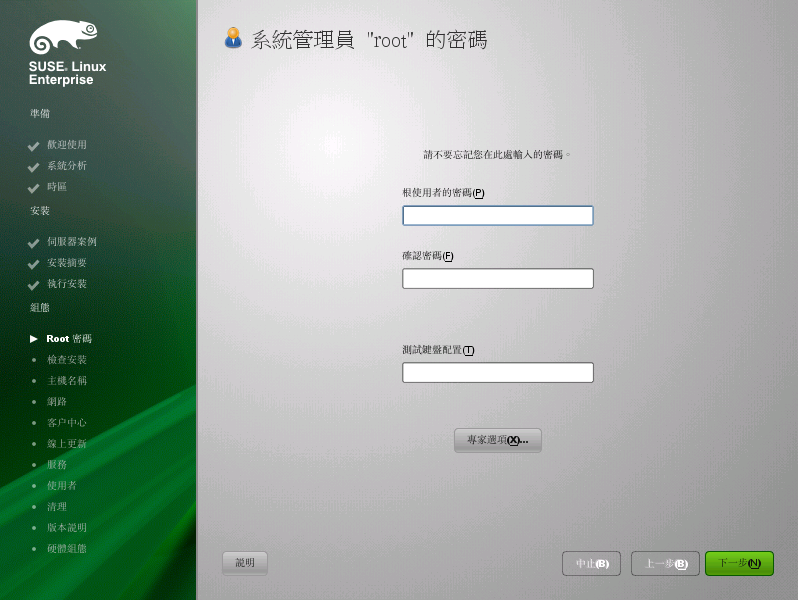 SUSE® Linux
Enterprise
準備
歡迎使用
系統分析
時區
安裝
伺服器案例
安裝摘要
執行安裝
組態
Root 密碼
檢查安裝
主機名稱
網路
客戶中心
線上更新
服務
使用者
清理
版本說明
硬體組態
系統管理員 "root" 的密碼
請不要忘記您在此處輸入的密碼。
根使用者的密碼(P)
確認密碼(F)
測試鍵盤配置(T)
專家選項(X)...
說明
中止(B)
上一步(B)
下一步(N)